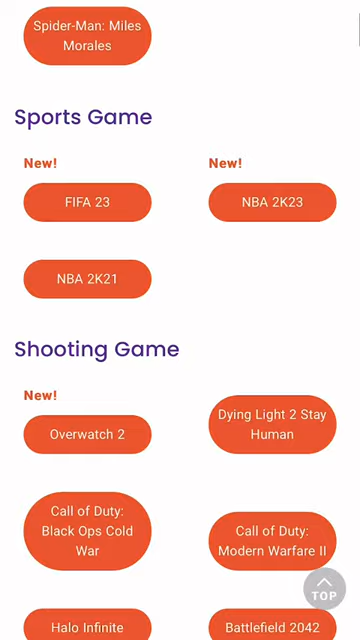 Spider-Man: Miles
Morales
Sports Game
New!
New!
FIFA 23
NBA 2K23
NBA 2K21
Shooting Game
New!
Overwatch 2
Dying Light 2 Stay
Human
Call of Duty:
Black Ops Cold
War
Call of Duty:
Modern Warfare II
TOP
Halo Infinite
Battlefield 2042